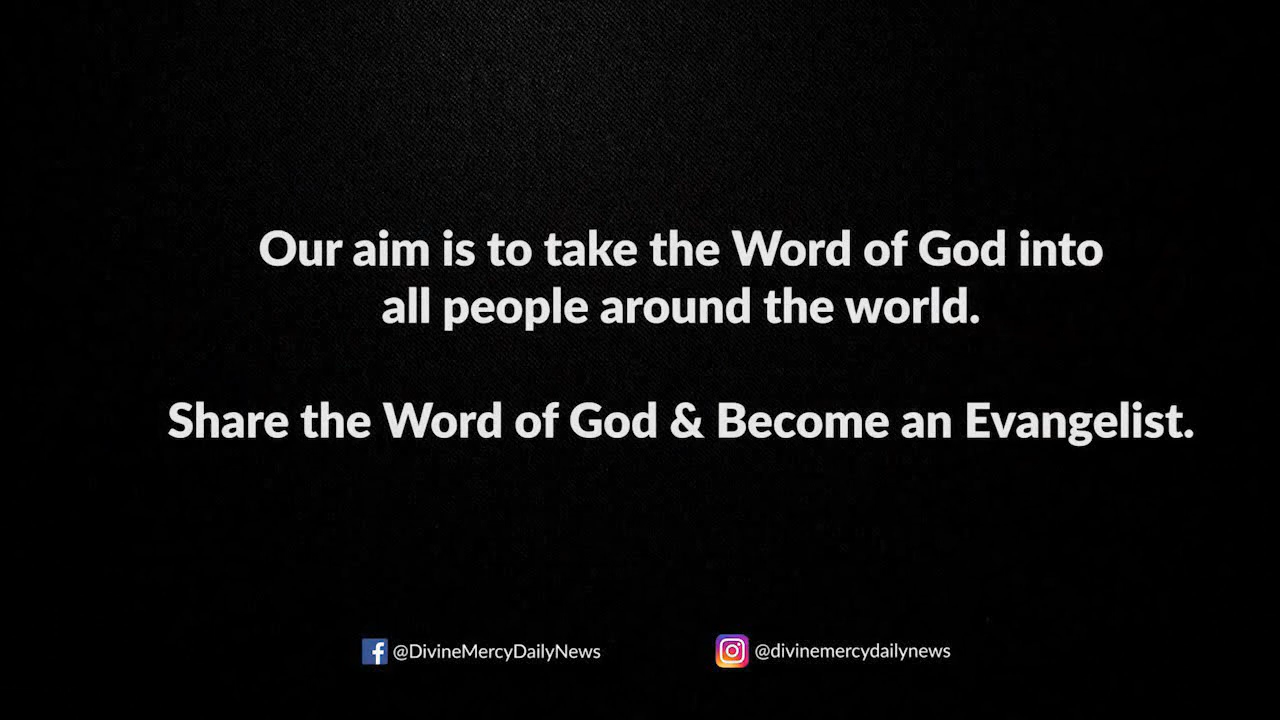 Our aim is to take the Word of God into
all people around the world.
Share the Word of God & Become an Evangelist.
@DivineMercyDailyNews
@divinemercydailynews